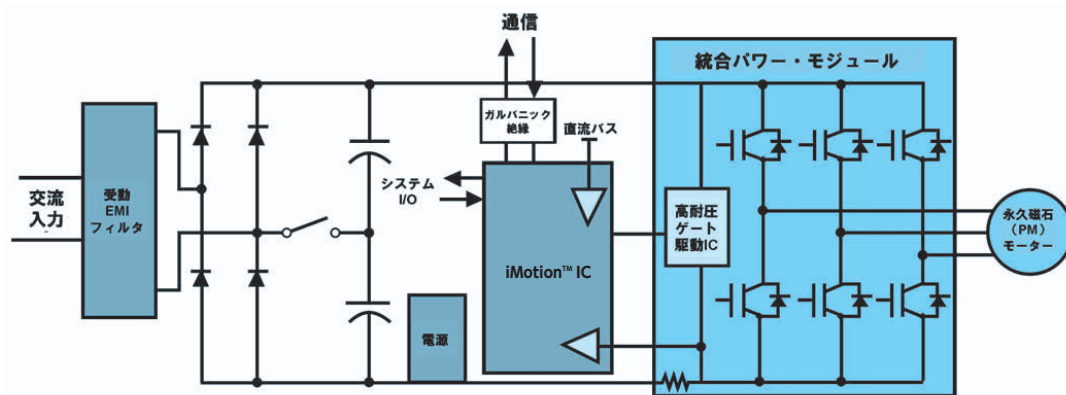 通信
統合パワー・モジュール
ガルバニック
絶縁
直流バス
交流
入力
受動
EMI
フィルタ
システム
I/O
iMotion™ IC
高耐圧
ゲート
駆動IC
永久磁石
（PM）
モーター
電源